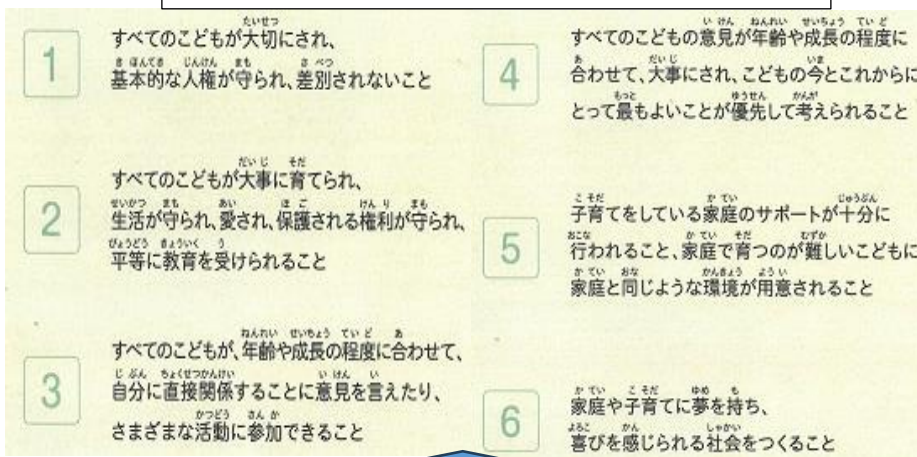 1
すべてのこどもが大切にされ、
基本的な人権が守られ、差別されないこと
2
すべてのこどもが大事に育てられ、
生活が守られ、愛され、保護される権利が守られ、
平等に教育を受けられること
3
すべてのこどもが、年齢や成長の程度に合わせて、
自分に直接関係することに意見を言えたり、
さまざまな活動に参加できること
4
すべてのこどもの意見が年齢や成長の程度に
合わせて、大事にされ、こどもの今とこれからに
とって最もよいことが優先して考えられること
5
子育てをしている家庭のサポートが十分に
行われること、家庭で育つのが難しいこどもに
家庭と同じような環境が用意されること
6
家庭や子育てに夢を持ち、
喜びを感じられる社会をつくること